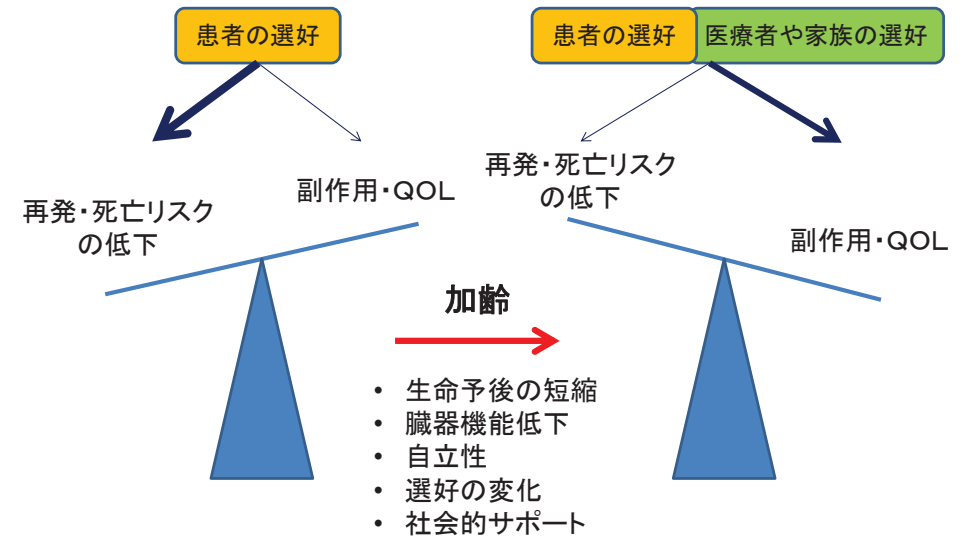 患者の選好
再発・死亡リスク
の低下
副作用・QOL
患者の選好
医療者や家族の選好
再発・死亡リスク
の低下
副作用・QOL
加齢
• 生命予後の短縮
• 臓器機能低下
• 自立性
• 選好の変化
• 社会的サポート